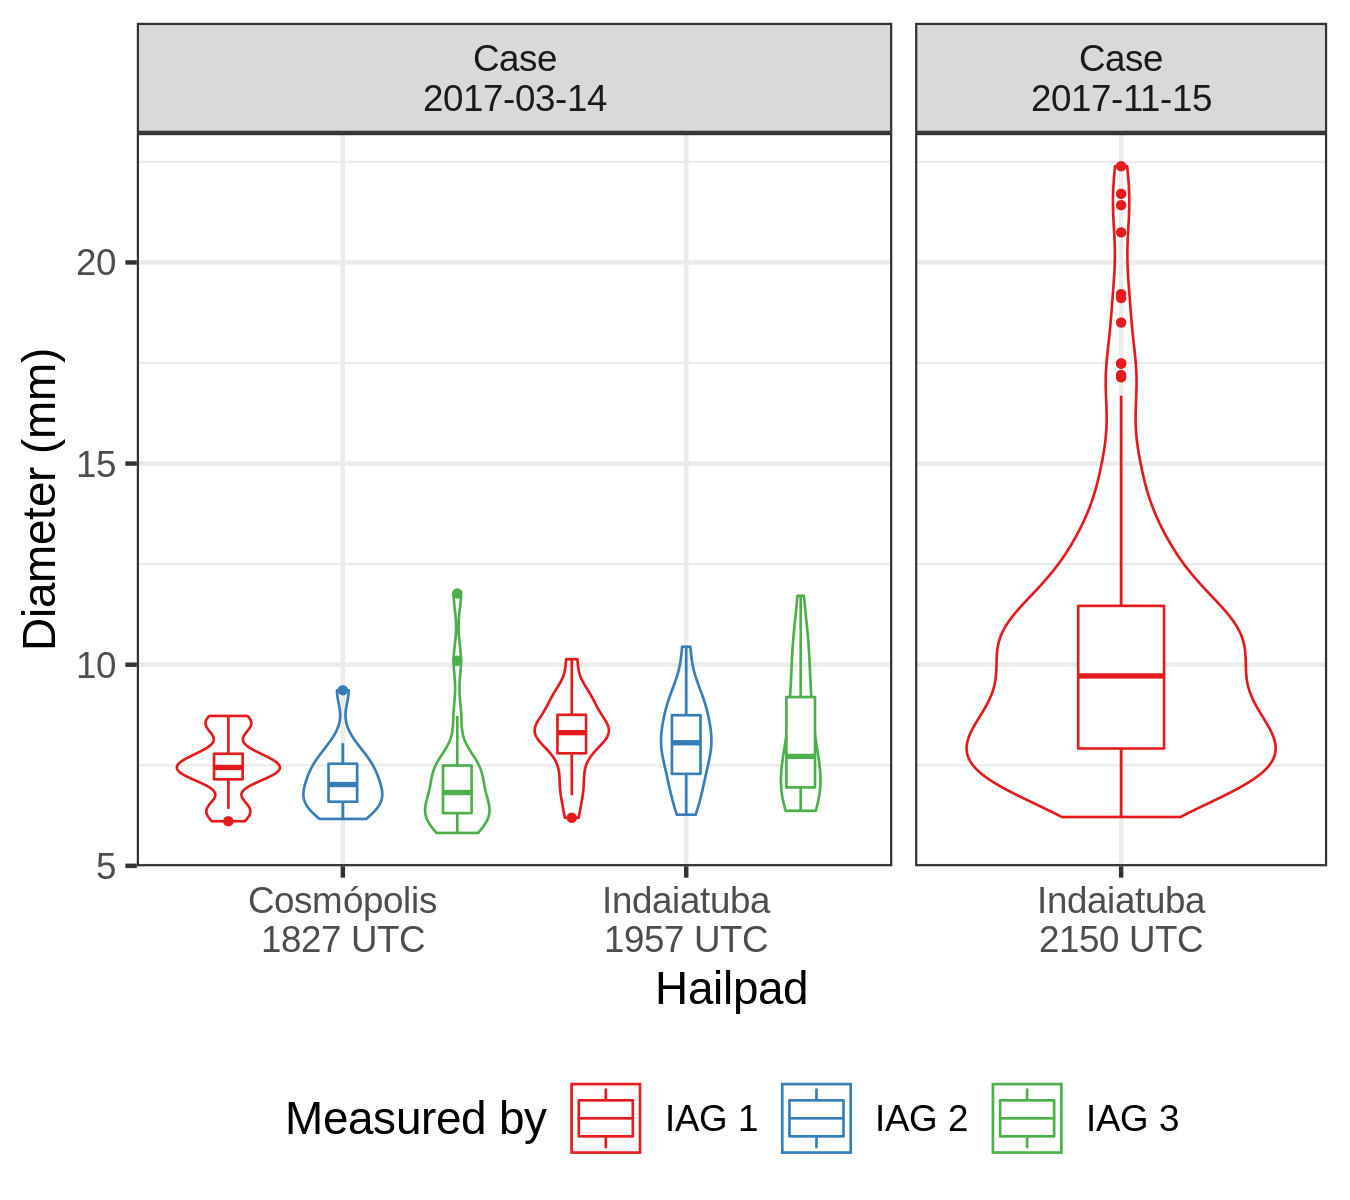 Case
2017-03-14
Case
2017-11-15
Diameter (mm)
20
15
10
5
Cosmópolis
1827 UTC
Indaiatuba
1957 UTC
Indaiatuba
2150 UTC
Hailpad
Measured by
IAG 1
IAG 2
IAG 3